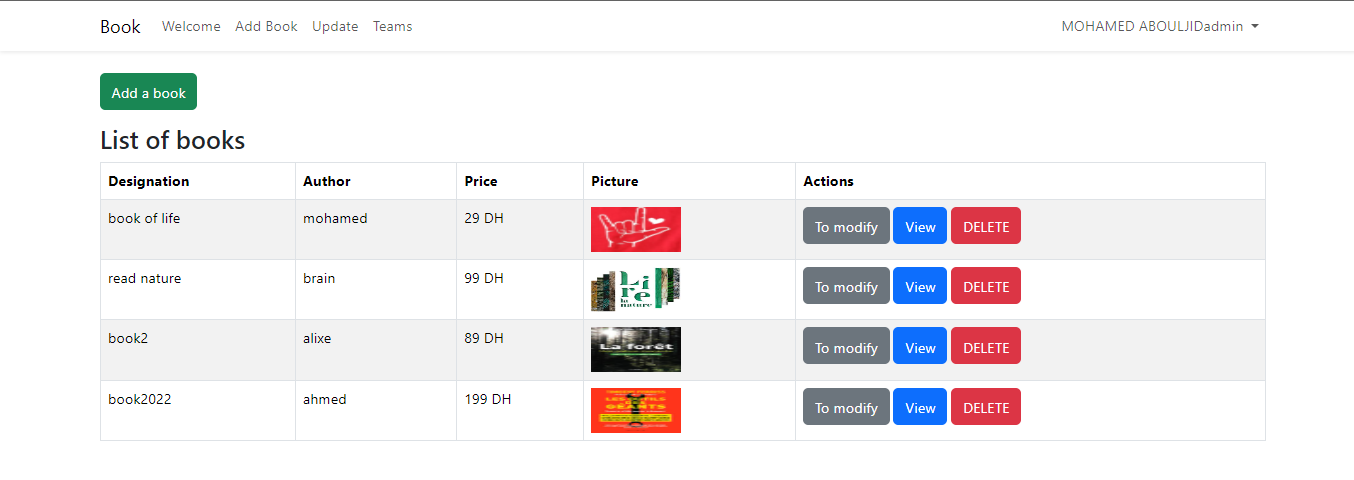 Book Welcome Add Book Update Teams MOHAMED ABOULJIDadmin
Add a book
List of books
Designation Author Price Picture Actions
book of life mohamed 29 DH To modify View DELETE
read nature brain 99 DH Li re la nature To modify View DELETE
book2 alixe 89 DH La forêt To modify View DELETE
book2022 ahmed 199 DH GEANTS To modify View DELETE